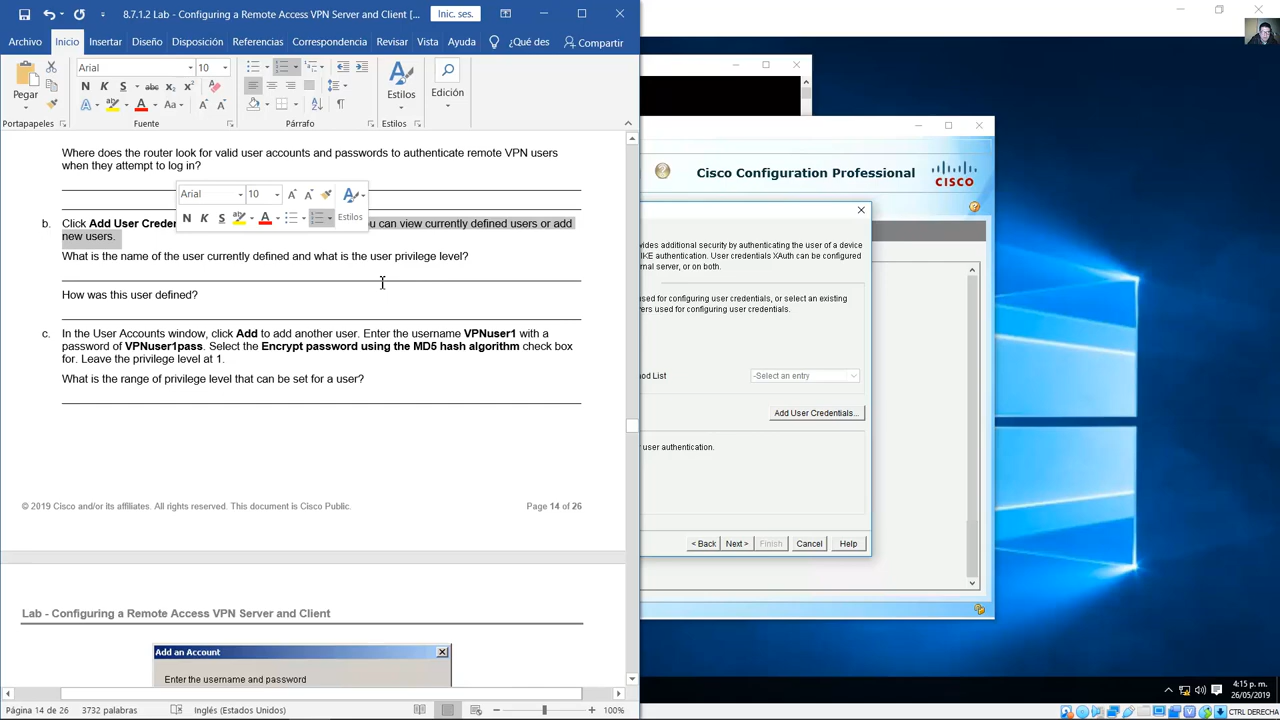 8.7.1.2 Lab - Configuring a Remote Access VPN Server and Client [...
Inic. ses.
Archivo Inicio Insertar Diseño Disposición Referencias Correspondencia Revisar Vista Ayuda ¿Qué des Compartir
Pegar
Arial 10
N K S
Aa
Estilos
Edición
Portapapeles Fuente Párrafo Estilos
Where does the router look for valid user accounts and passwords to authenticate remote VPN users
when they attempt to log in?
Arial 10
N K S Estilos
b. Click Add User Creder
ou can view currently defined users or add
new users.
What is the name of the user currently defined and what is the user privilege level?
How was this user defined?
c. In the User Accounts window, click Add to add another user. Enter the username VPNuser1 with a
password of VPNuser1pass. Select the Encrypt password using the MD5 hash algorithm check box
for. Leave the privilege level at 1.
What is the range of privilege level that can be set for a user?
© 2019 Cisco and/or its affiliates. All rights reserved. This document is Cisco Public. Page 14 of 26
Lab - Configuring a Remote Access VPN Server and Client
Add an Account
Enter the username and password
Página 14 de 26 3732 palabras Inglés (Estados Unidos) 100%
Cisco Configuration Professional
CISCO
vides additional security by authenticating the user of a device
IKE authentication. User credentials XAuth can be configured
rnal server, or on both.
used for configuring user credentials, or select an existing
vers used for configuring user credentials.
od List -Select an entry
Add User Credentials...
user authentication.
< Back Next > Finish Cancel Help
4:15 p. m.
26/05/2019
CTRL DERECHA